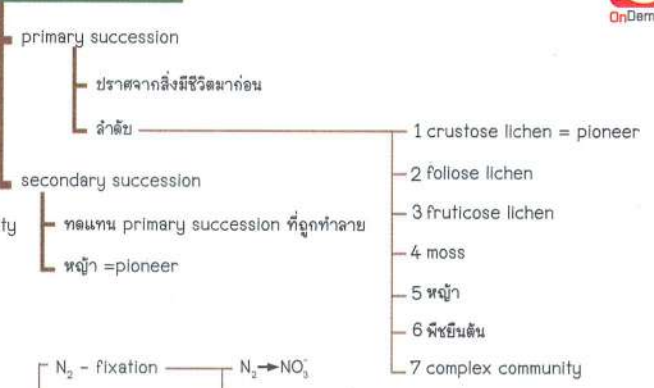 OnDem
primary succession
ปราศจากสิ่งมีชีวิตมาก่อน
ลำดับ
1 crustose lichen = pioneer
2 foliose lichen
3 fruticose lichen
4 moss
5 หญ้า
6 พืชยืนต้น
7 complex community
secondary succession
ty
ทดแทน primary succession ที่ถูกทำลาย
หญ้า =pioneer
N₂ - fixation
N₂→NO₃⁻